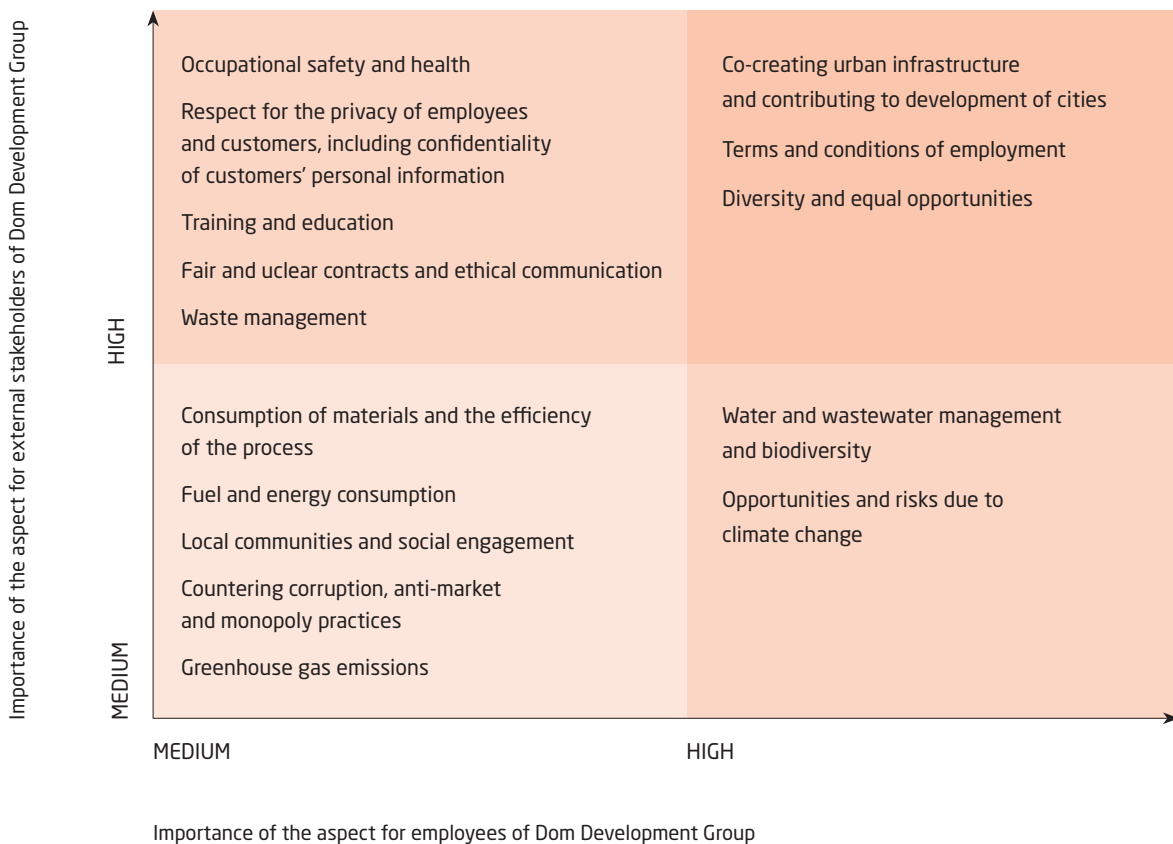 Importance of the aspect for external stakeholders of Dom Development Group
HIGH
MEDIUM
Occupational safety and health
Respect for the privacy of employees
and customers, including confidentiality
of customers’ personal information
Training and education
Fair and uclear contracts and ethical communication
Waste management
Co-creating urban infrastructure
and contributing to development of cities
Terms and conditions of employment
Diversity and equal opportunities
Consumption of materials and the efficiency
of the process
Fuel and energy consumption
Local communities and social engagement
Countering corruption, anti-market
and monopoly practices
Greenhouse gas emissions
Water and wastewater management
and biodiversity
Opportunities and risks due to
climate change
MEDIUM
HIGH
Importance of the aspect for employees of Dom Development Group